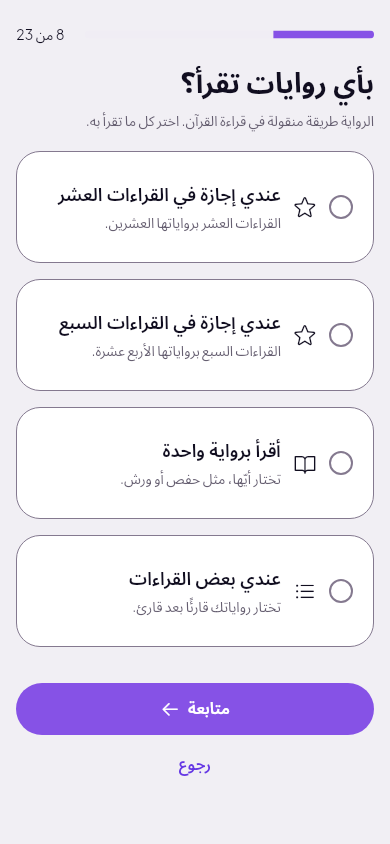 8 من 23
بأي روايات تقرأ؟
الرواية طريقة منقولة في قراءة القرآن. اختر كل ما تقرأ به.
عندي إجازة في القراءات العشر
القراءات العشر برواياتها العشرين.
عندي إجازة في القراءات السبع
القراءات السبع برواياتها الأربع عشرة.
أقرأ برواية واحدة
تختار أيّها، مثل حفص أو ورش.
عندي بعض القراءات
تختار رواياتك قارئًا بعد قارئ.
متابعة
رجوع